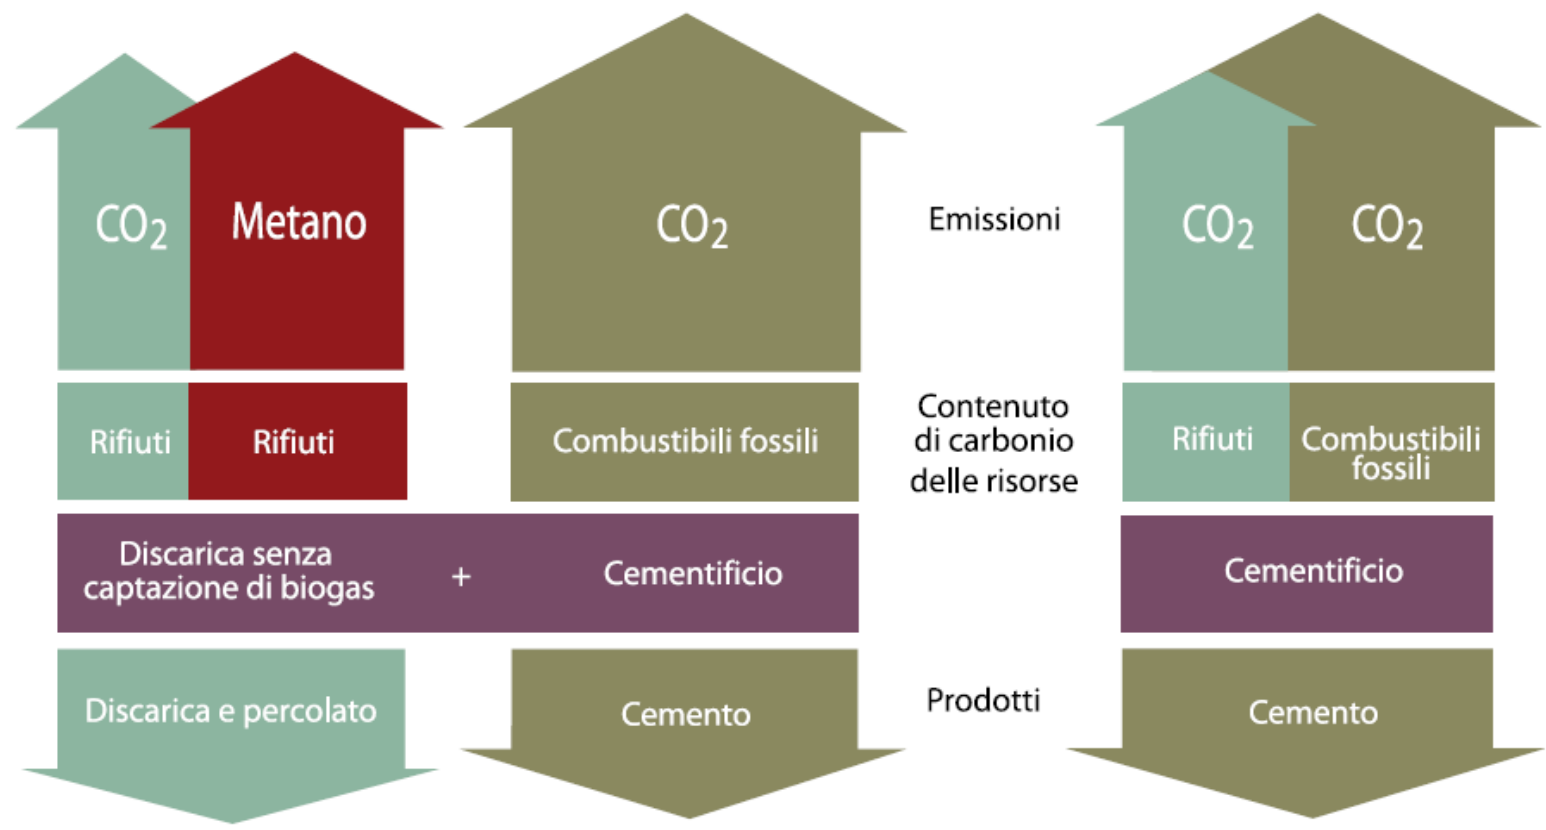 CO2
Metano
CO2
Emissioni
CO2
CO2
Rifiuti
Rifiuti
Combustibili fossili
Contenuto
di carbonio
delle risorse
Rifiuti
Combustibili
fossili
Discarica senza
captazione di biogas
+
Cementificio
Cementificio
Discarica e percolato
Cemento
Prodotti
Cemento